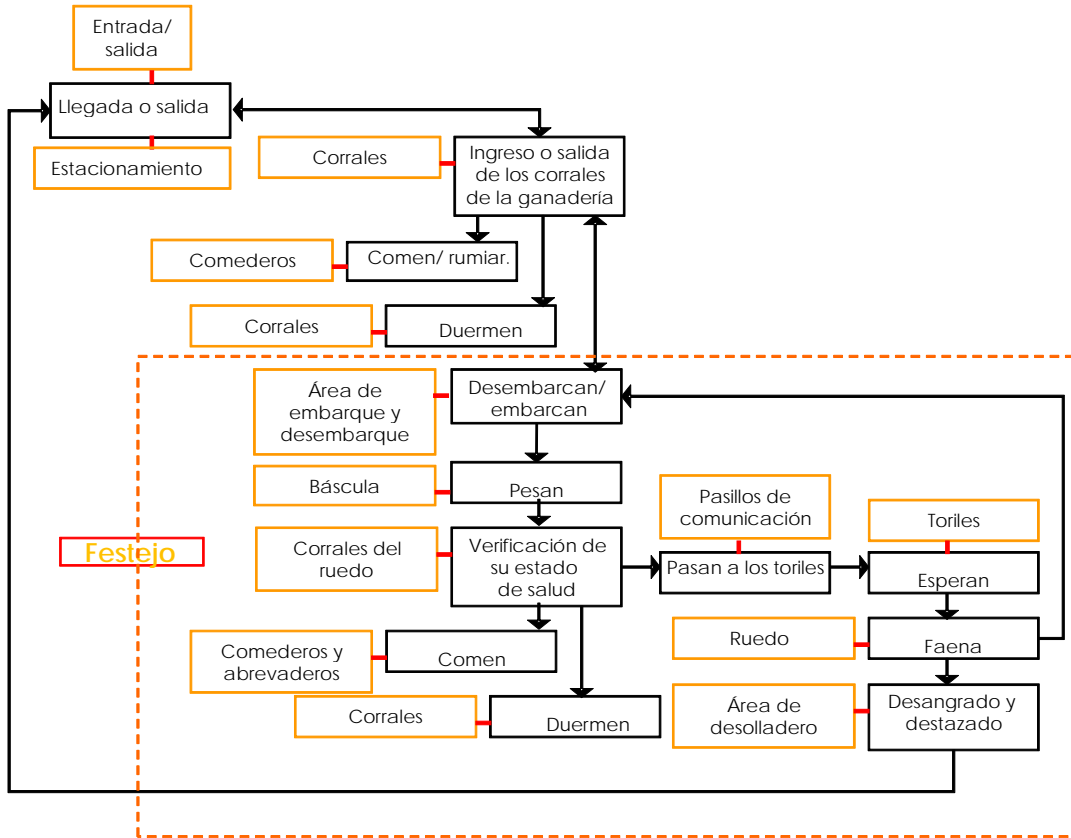 Entrada/
salida
Llegada o salida
Estacionamiento
Corrales
Ingreso o salida
de los corrales
de la ganadería
Comederos
Comen/ rumiar.
Corrales
Duermen
Área de
embarque y
desembarque
Desembarcan/
embarcan
Báscula
Pesan
Pasillos de
comunicación
Toriles
Festejo
Corrales del
ruedo
Verificación de
su estado
de salud
Pasan a los toriles
Esperan
Ruedo
Faena
Comederos y
abrevaderos
Comen
Corrales
Duermen
Área de
desolladero
Desangrado y
destazado